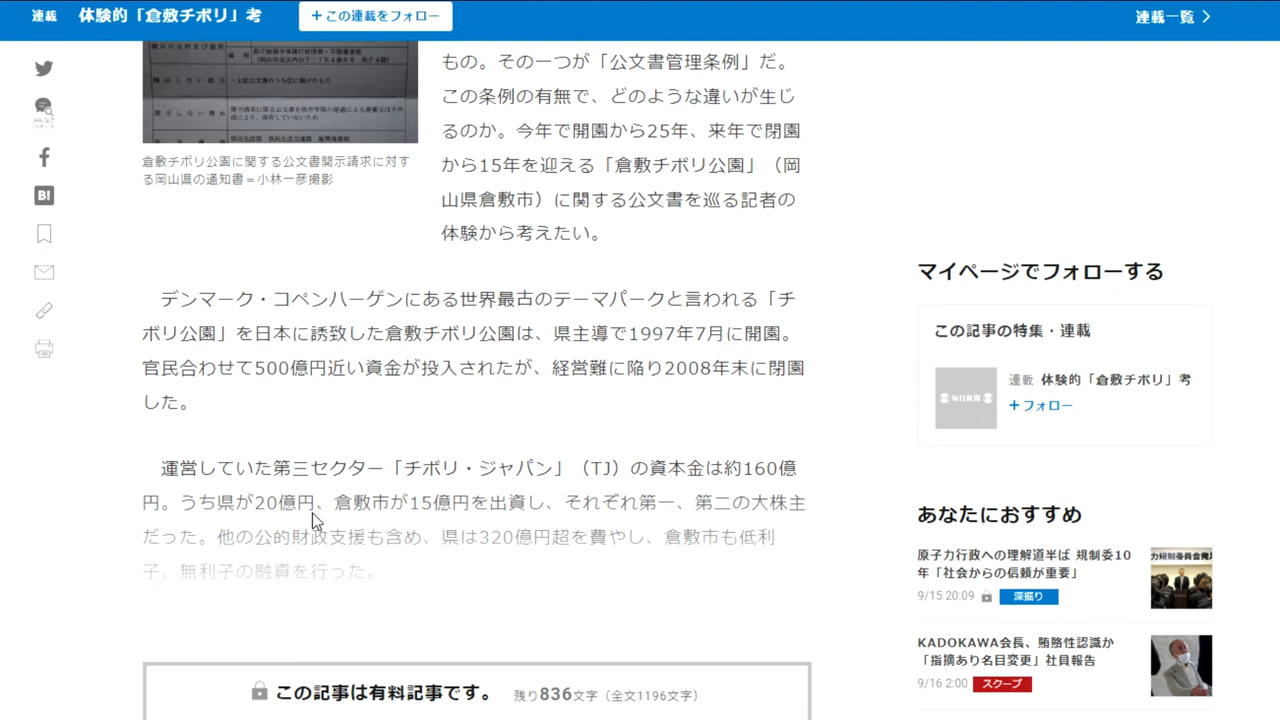 連載 体験的「倉敷チボリ」考 +この連載をフォロー 連載一覧
もの。その一つが「公文書管理条例」だ。
この条例の有無で、どのような違いが生じ
るのか。今年で開園から25年、来年で閉園
から15年を迎える「倉敷チボリ公園」（岡
山県倉敷市）に関する公文書を巡る記者の
体験から考えたい。
倉敷チボリ公園に関する公文書開示請求に対す
る岡山県の通知書＝小林一彦撮影
みんなで
ツイート
B!
デンマーク・コペンハーゲンにある世界最古のテーマパークと言われる「チ
ボリ公園」を日本に誘致した倉敷チボリ公園は、県主導で1997年7月に開園。
官民合わせて500億円近い資金が投入されたが、経営難に陥り2008年末に閉園
した。
運営していた第三セクター「チボリ・ジャパン」（TJ）の資本金は約160億
円。うち県が20億円、倉敷市が15億円を出資し、それぞれ第一、第二の大株主
だった。他の公的財政支援も含め、県は320億円超を費やし、倉敷市も低利
子、無利子の融資を行った。
この記事は有料記事です。 残り836文字（全文1196文字）
マイページでフォローする
この記事の特集・連載
毎日新聞
連載 体験的「倉敷チボリ」考
+フォロー
あなたにおすすめ
原子力行政への理解道半ば 規制委10
年「社会からの信頼が重要」
9/15 20:09 深掘り
KADOKAWA会長、賄賂性認識か
「指摘あり名目変更」社員報告
9/16 2:00 スクープ